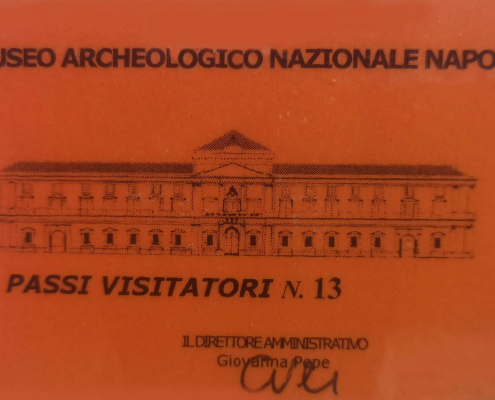 USEO ARCHEOLOGICO NAZIONALE NAPO
PASSI VISITATORI N. 13
IL DIRETTORE AMMINISTRATIVO
Giovanna Pepe